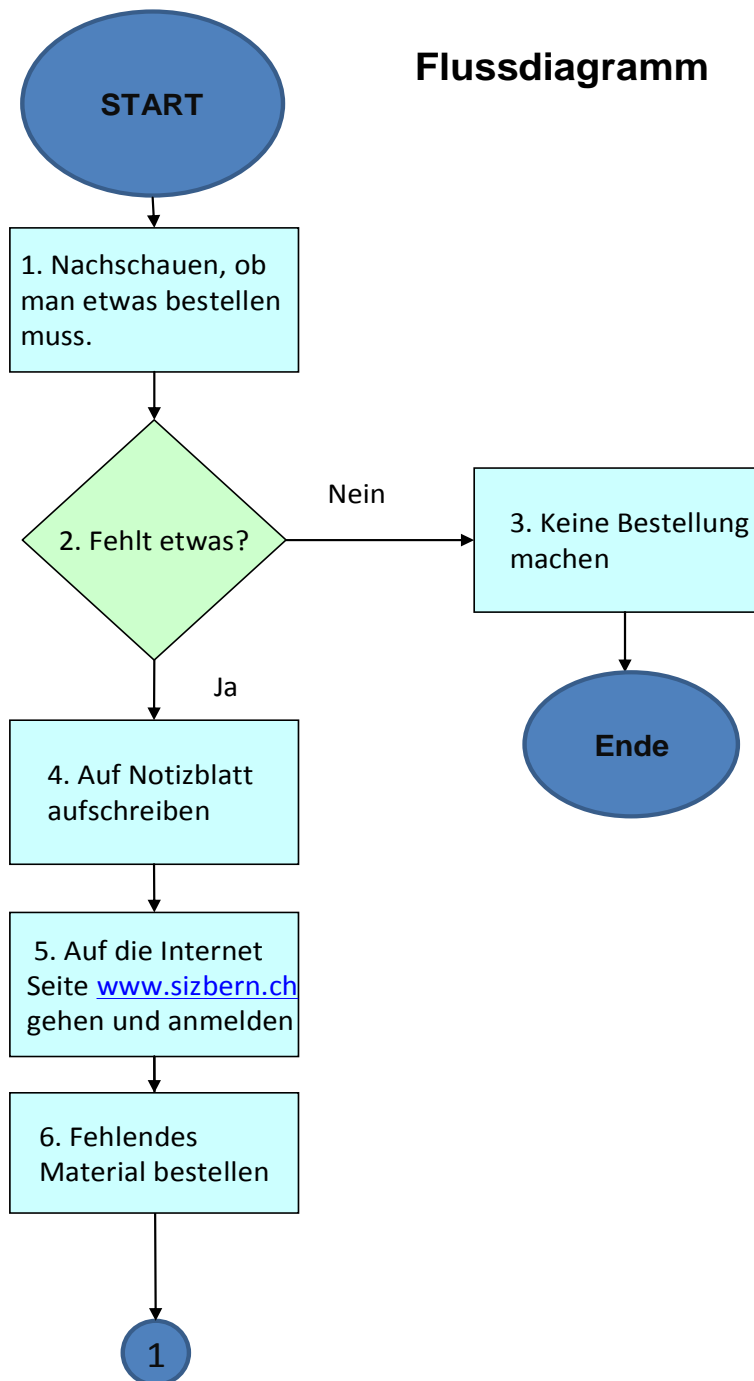 Flussdiagramm
START
1. Nachschauen, ob
man etwas bestellen
muss.
2. Fehlt etwas?
Nein
3. Keine Bestellung
machen
Ende
Ja
4. Auf Notizblatt
aufschreiben
5. Auf die Internet
Seite www.sizbern.ch
gehen und anmelden
6. Fehlendes
Material bestellen
1